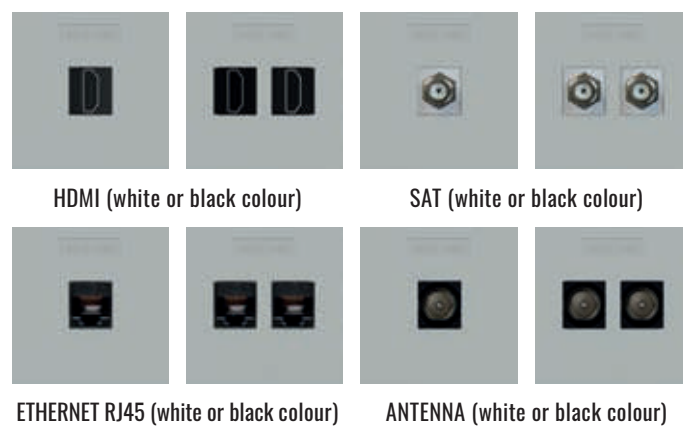 HDMI (white or black colour)
SAT (white or black colour)
ETHERNET RJ45 (white or black colour)
ANTENNA (white or black colour)